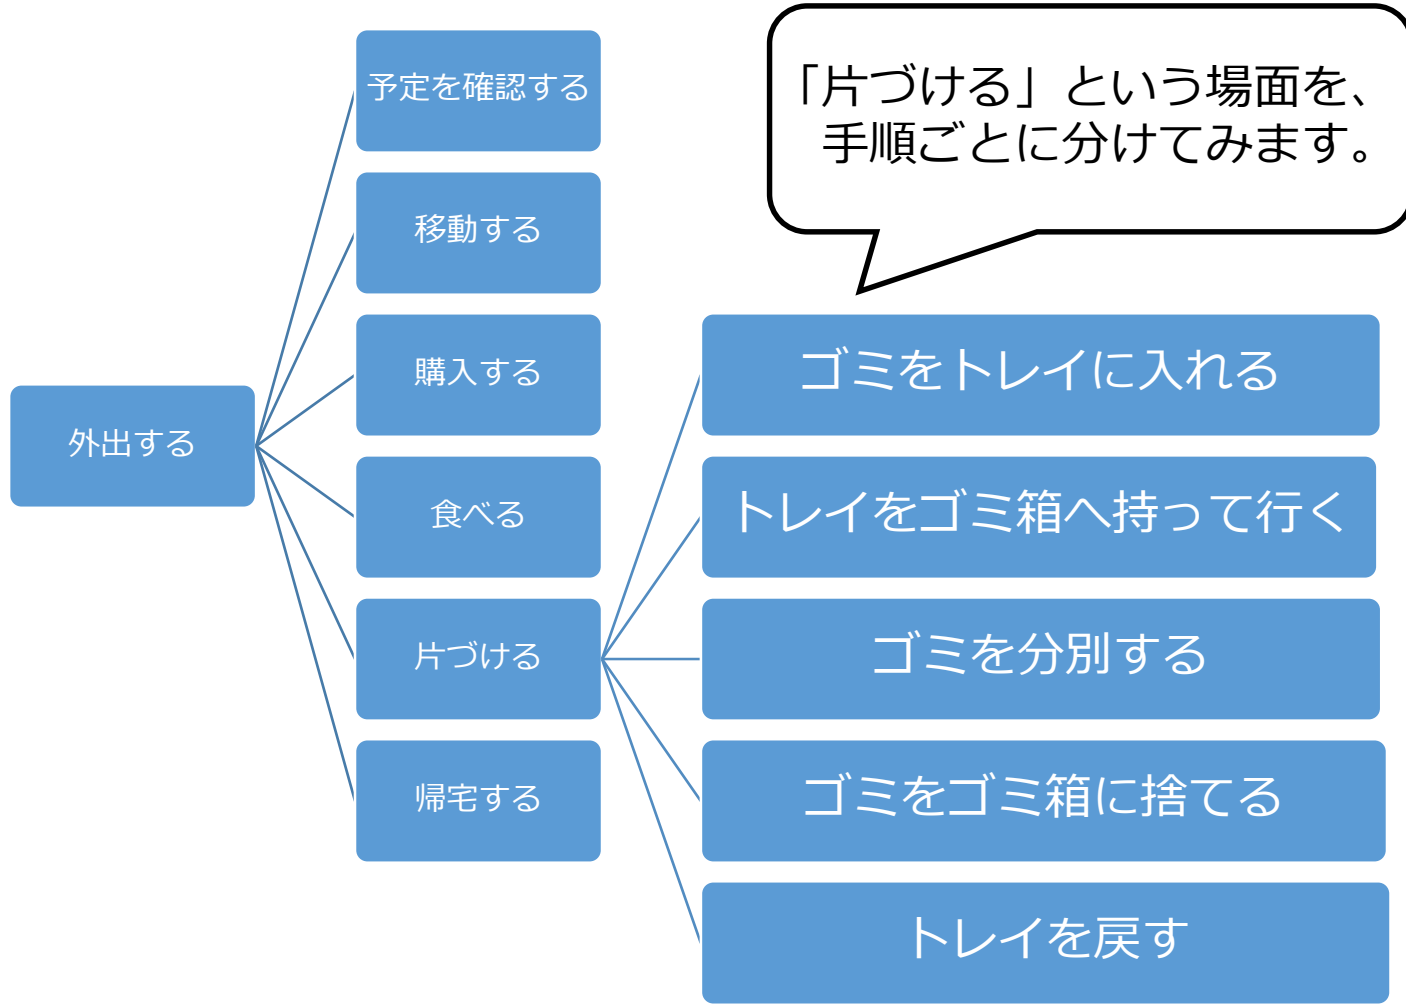 「片づける」という場面を、
手順ごとに分けてみます。
外出する
予定を確認する
移動する
購入する
食べる
片づける
帰宅する
ゴミをトレイに入れる
トレイをゴミ箱へ持って行く
ゴミを分別する
ゴミをゴミ箱に捨てる
トレイを戻す